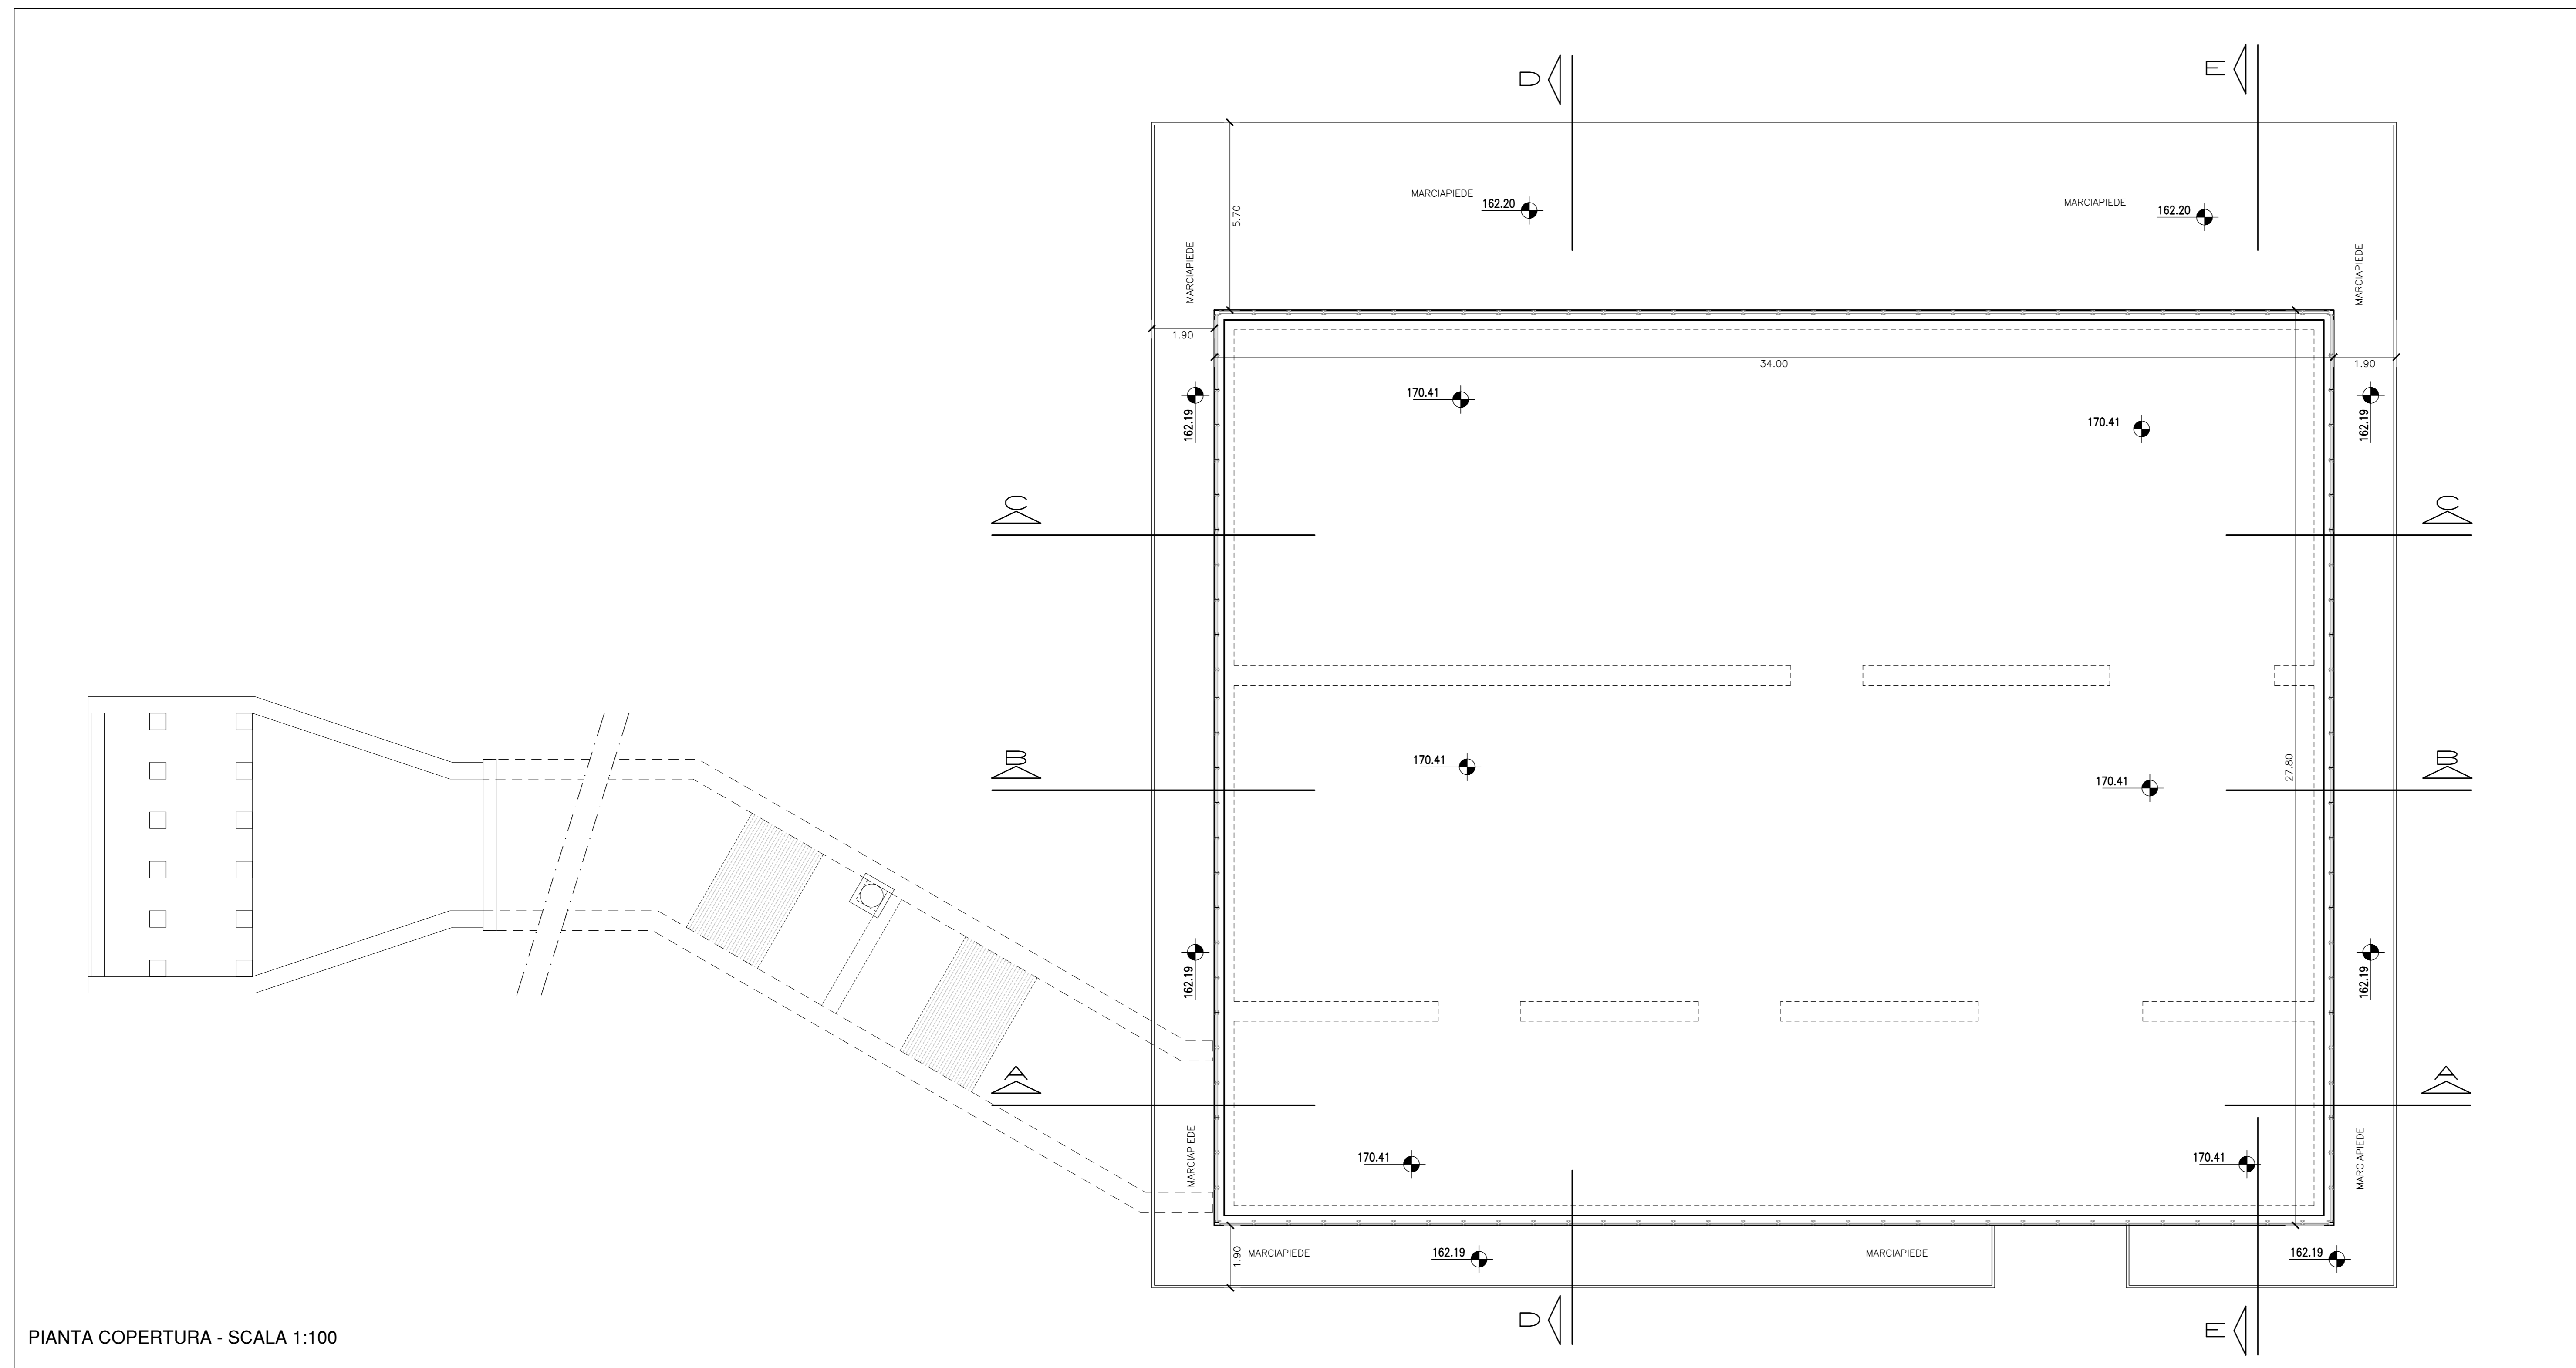 D
E
MARCIAPIEDE
162.20
MARCIAPIEDE
162.20
5.70
MARCIAPIEDE
MARCIAPIEDE
1.90
34.00
1.90
162.19
170.41
170.41
162.19
C
C
B
170.41
170.41
27.80
B
162.19
162.19
A
A
MARCIAPIEDE
170.41
170.41
MARCIAPIEDE
1.90
MARCIAPIEDE
162.19
MARCIAPIEDE
162.19
D
E
PIANTA COPERTURA - SCALA 1:100